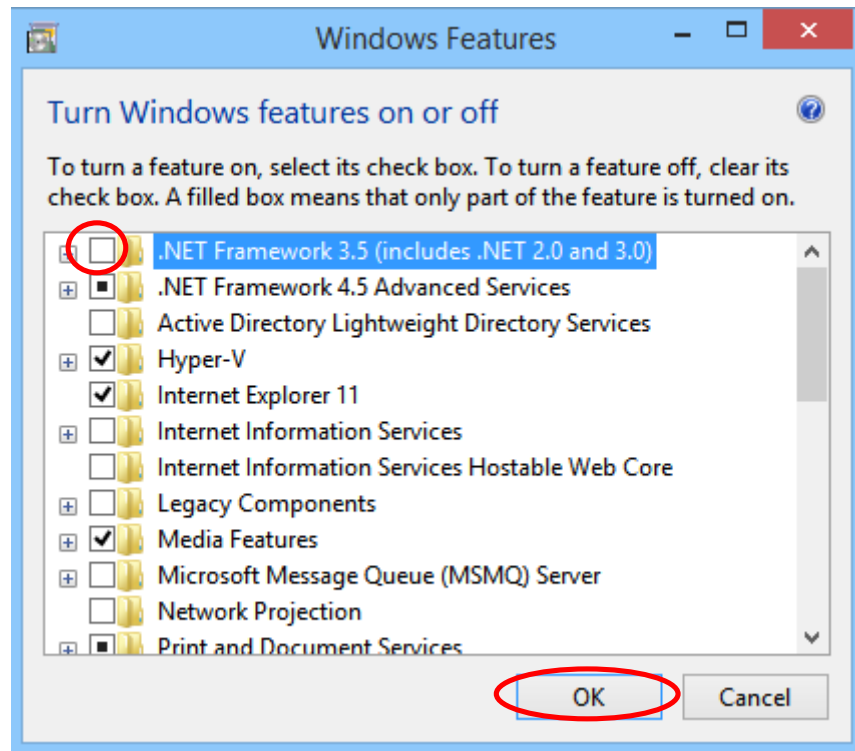 Windows Features
Turn Windows features on or off
To turn a feature on, select its check box. To turn a feature off, clear its
check box. A filled box means that only part of the feature is turned on.
.NET Framework 3.5 (includes .NET 2.0 and 3.0)
.NET Framework 4.5 Advanced Services
Active Directory Lightweight Directory Services
Hyper-V
Internet Explorer 11
Internet Information Services
Internet Information Services Hostable Web Core
Legacy Components
Media Features
Microsoft Message Queue (MSMQ) Server
Network Projection
Print and Document Services
OK Cancel